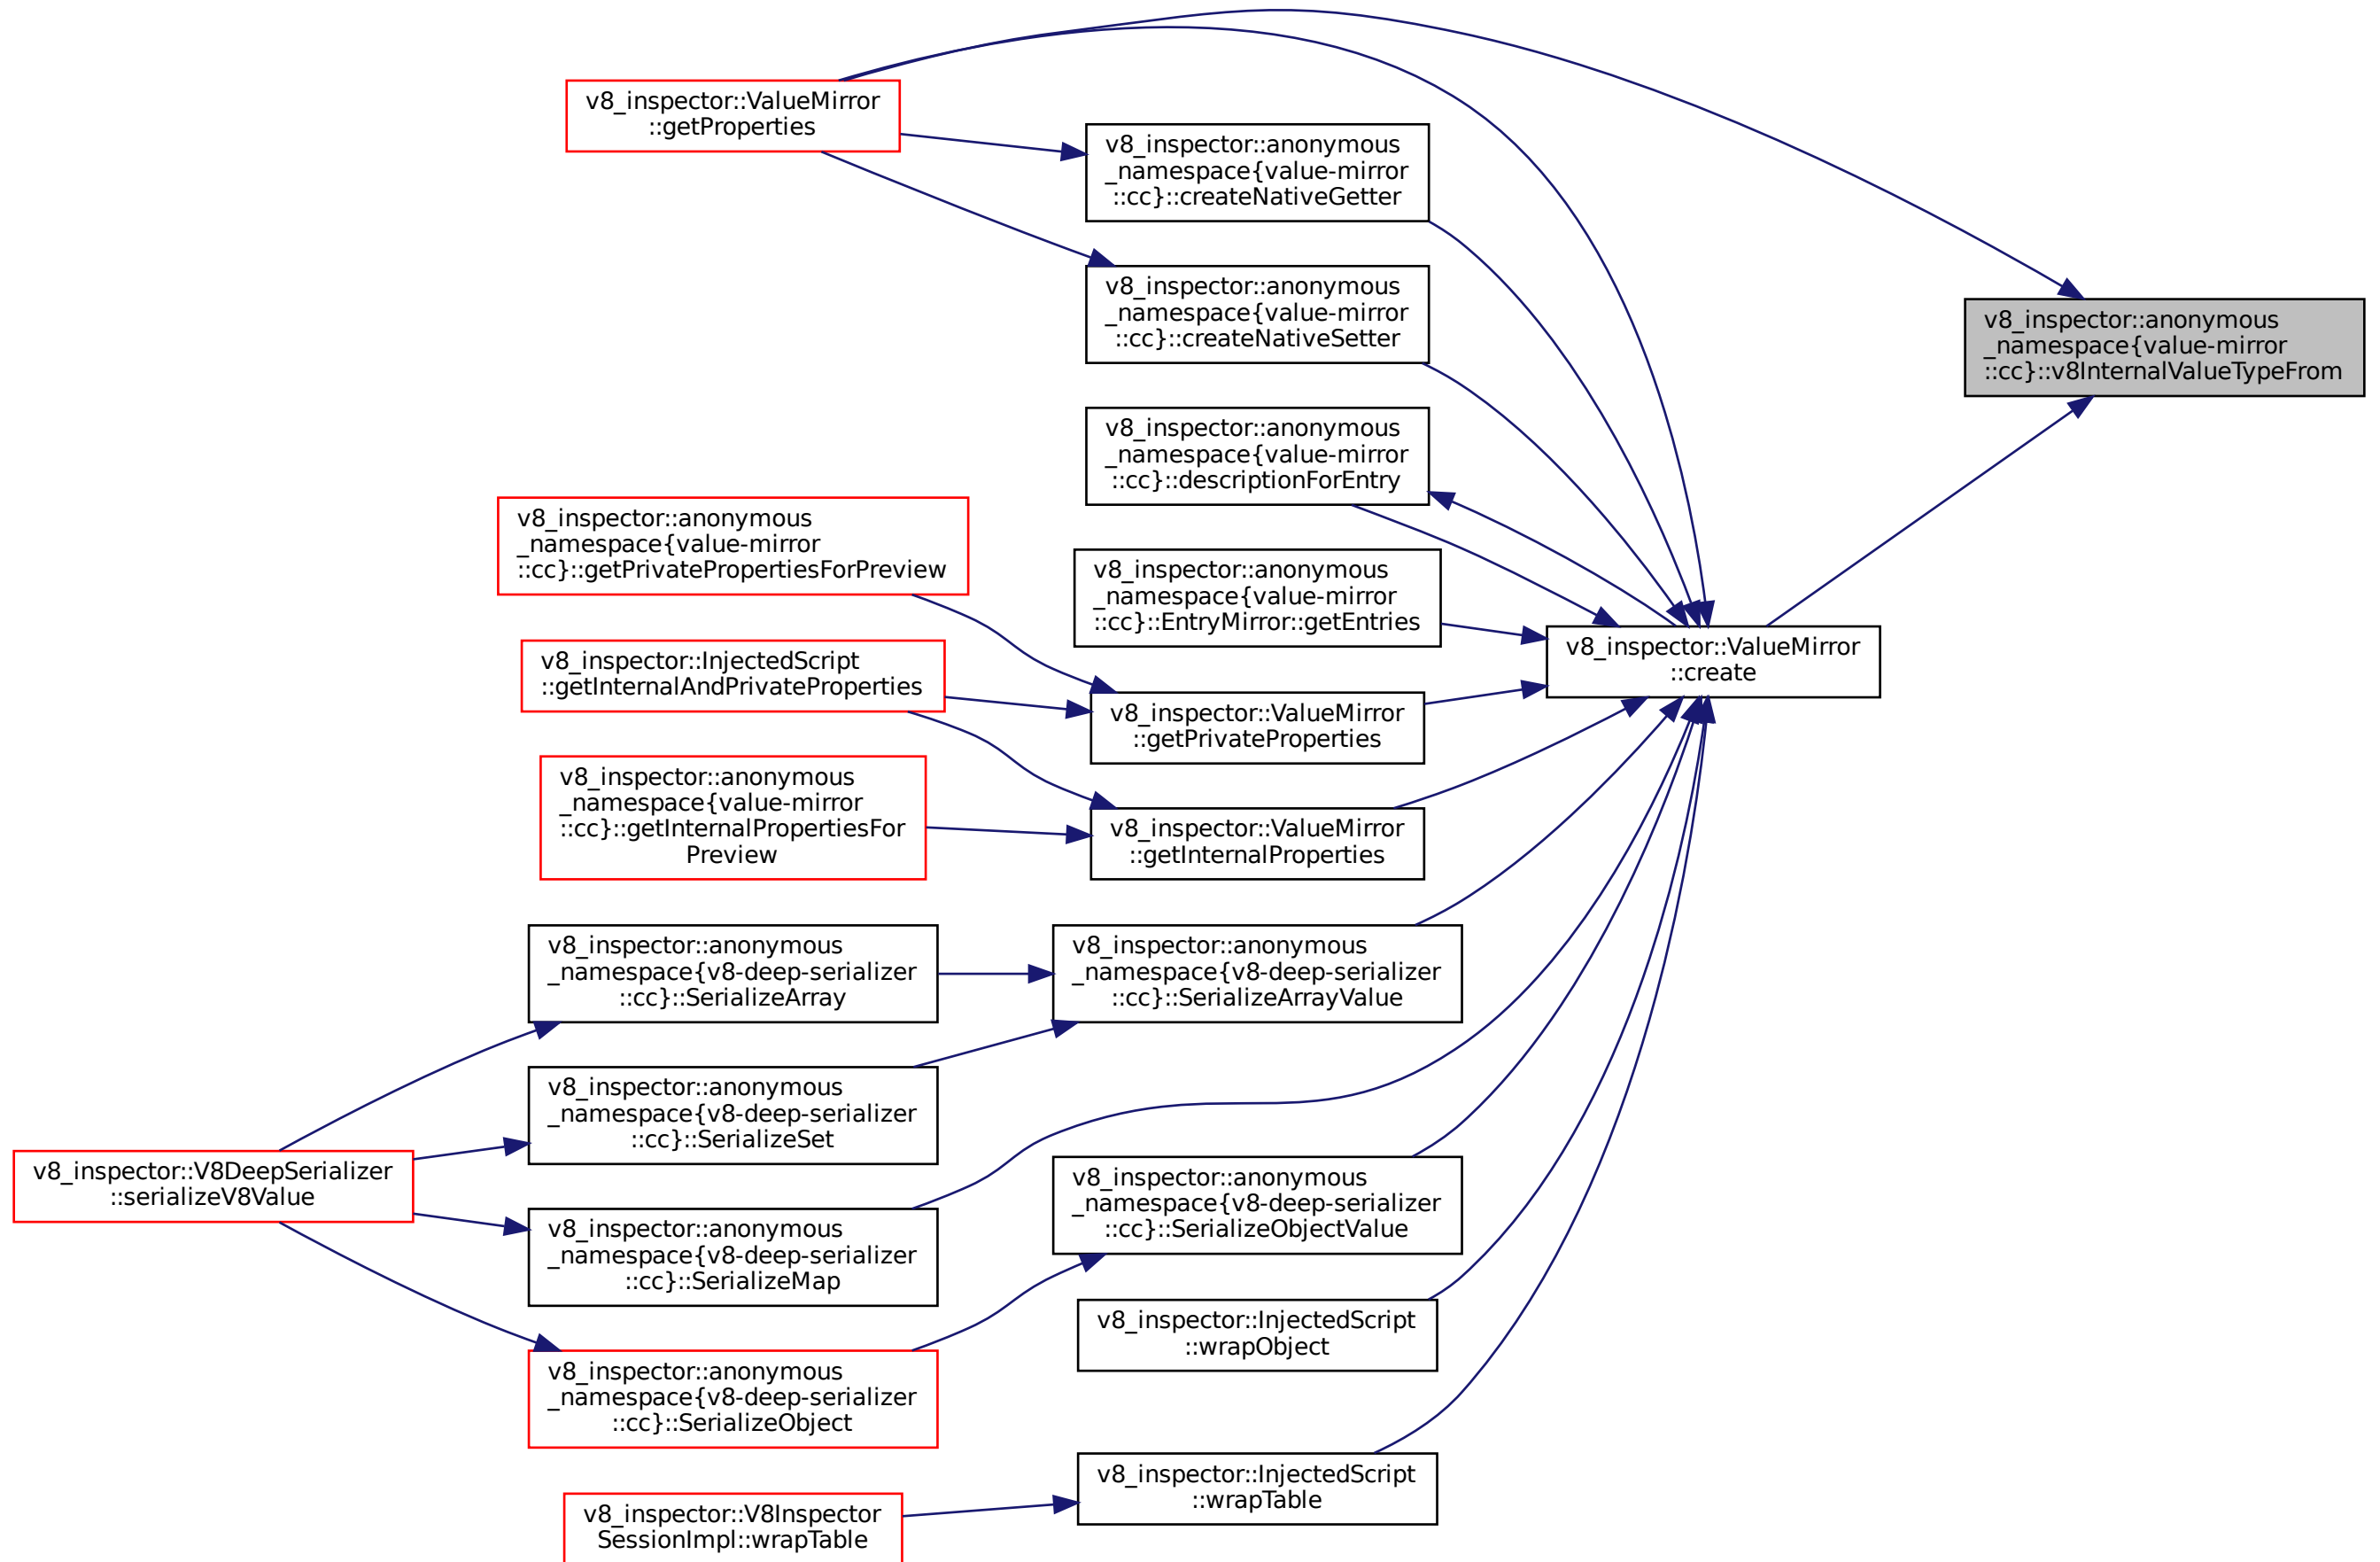 v8_inspector::ValueMirror
::getProperties
v8_inspector::anonymous
_namespace{value-mirror
::cc}::createNativeGetter
v8_inspector::anonymous
_namespace{value-mirror
::cc}::createNativeSetter
v8_inspector::anonymous
_namespace{value-mirror
::cc}::v8InternalValueTypeFrom
v8_inspector::anonymous
_namespace{value-mirror
::cc}::descriptionForEntry
v8_inspector::anonymous
_namespace{value-mirror
::cc}::getPrivatePropertiesForPreview
v8_inspector::anonymous
_namespace{value-mirror
::cc}::EntryMirror::getEntries
v8_inspector::ValueMirror
::create
v8_inspector::InjectedScript
::getInternalAndPrivateProperties
v8_inspector::ValueMirror
::getPrivateProperties
v8_inspector::anonymous
_namespace{value-mirror
::cc}::getInternalPropertiesFor
Preview
v8_inspector::ValueMirror
::getInternalProperties
v8_inspector::anonymous
_namespace{v8-deep-serializer
::cc}::SerializeArray
v8_inspector::anonymous
_namespace{v8-deep-serializer
::cc}::SerializeArrayValue
v8_inspector::anonymous
_namespace{v8-deep-serializer
::cc}::SerializeSet
v8_inspector::V8DeepSerializer
::serializeV8Value
v8_inspector::anonymous
_namespace{v8-deep-serializer
::cc}::SerializeObjectValue
v8_inspector::anonymous
_namespace{v8-deep-serializer
::cc}::SerializeMap
v8_inspector::InjectedScript
::wrapObject
v8_inspector::anonymous
_namespace{v8-deep-serializer
::cc}::SerializeObject
v8_inspector::InjectedScript
::wrapTable
v8_inspector::V8Inspector
SessionImpl::wrapTable